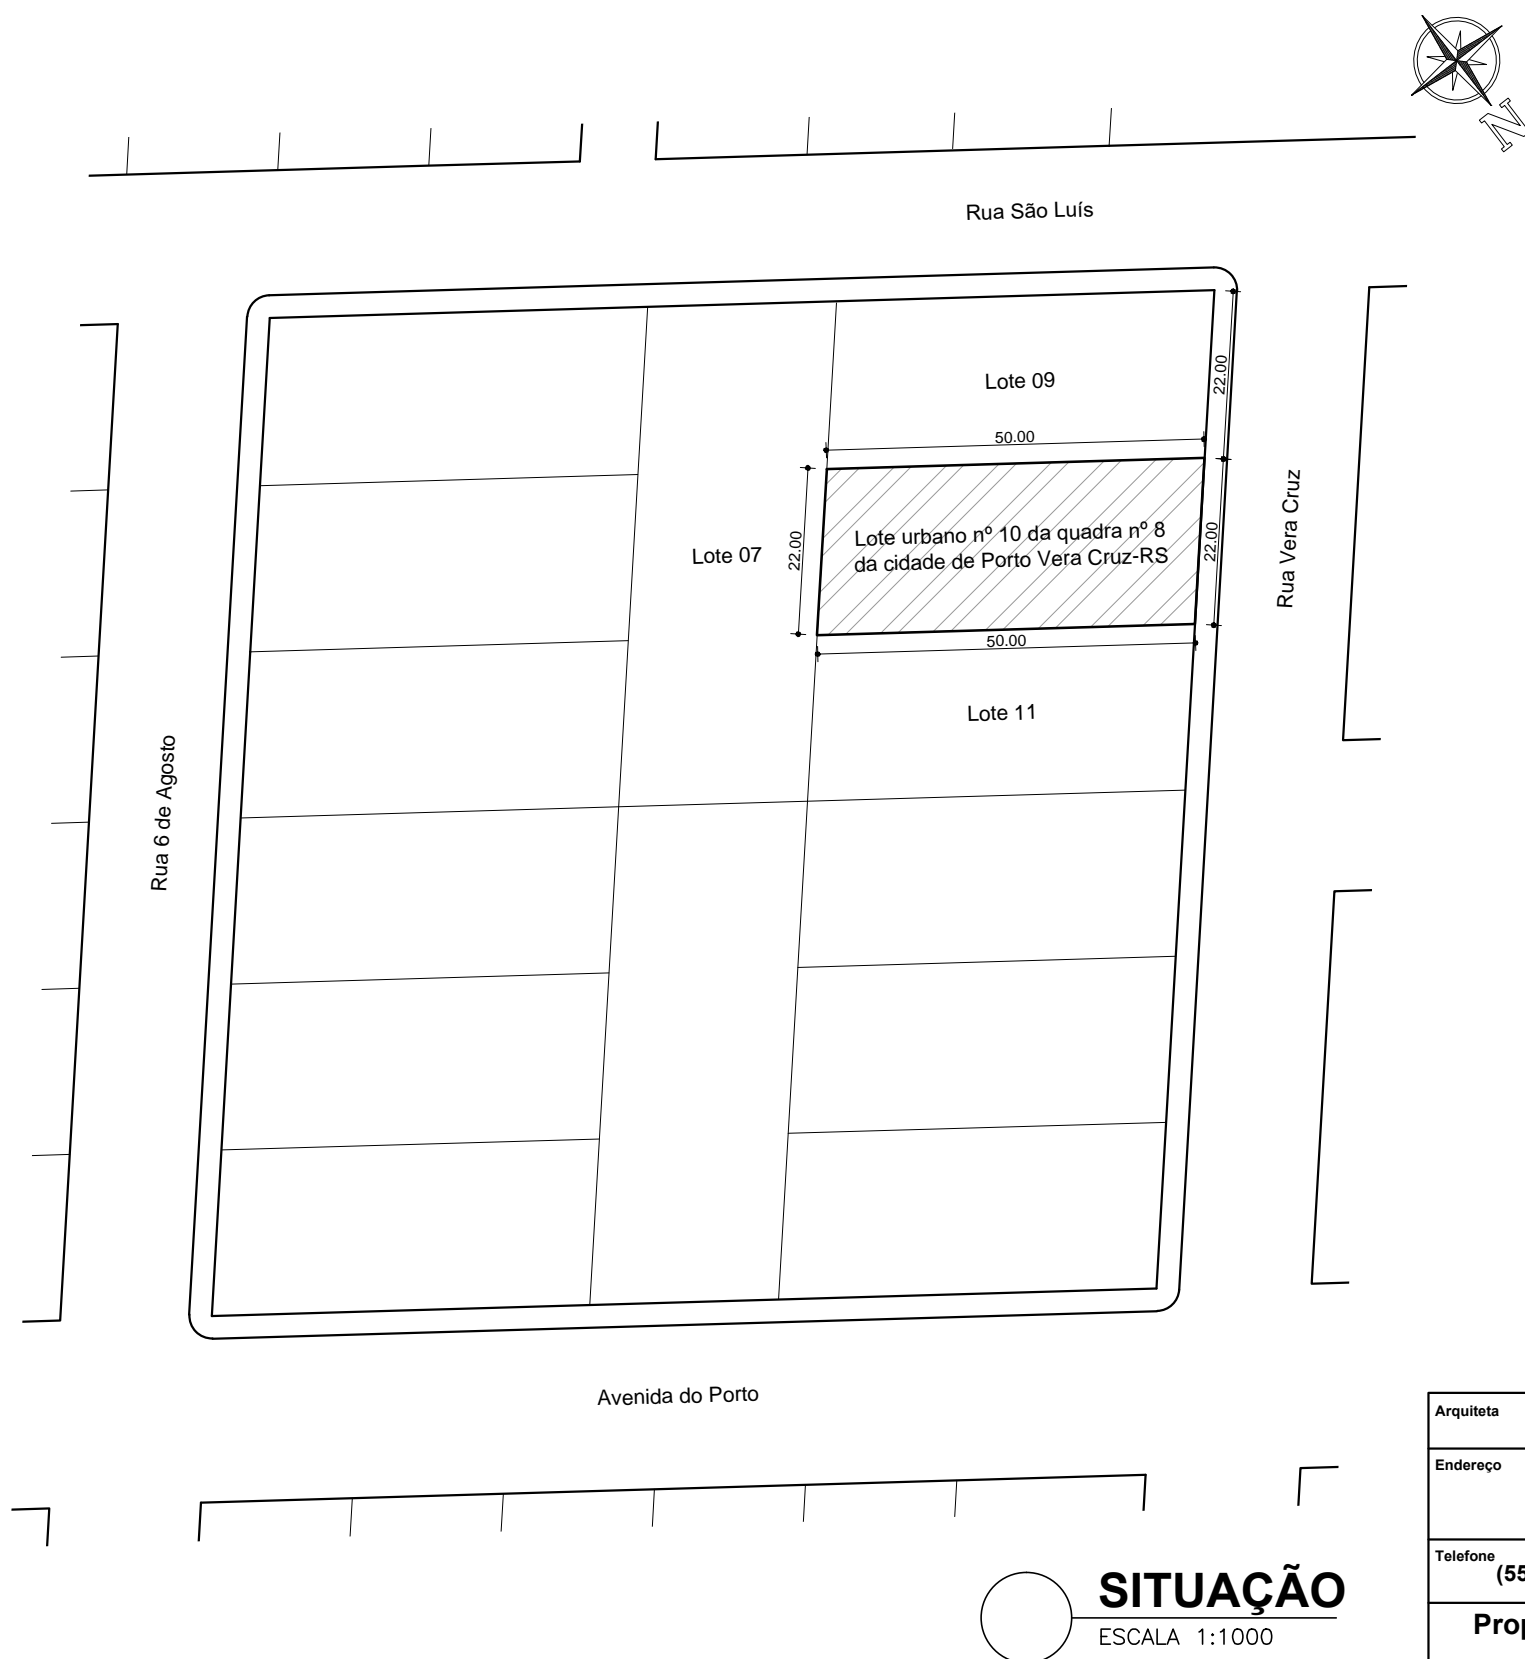 N
Rua São Luís
Lote 09
22.00
50.00
Lote urbano nº 10 da quadra nº 8
da cidade de Porto Vera Cruz-RS
Lote 07
22.00
22.00
Rua Vera Cruz
50.00
Lote 11
Rua 6 de Agosto
Avenida do Porto
Arquiteta
Endereço
Telefone
(55
Prop
SITUAÇÃO
ESCALA 1:1000